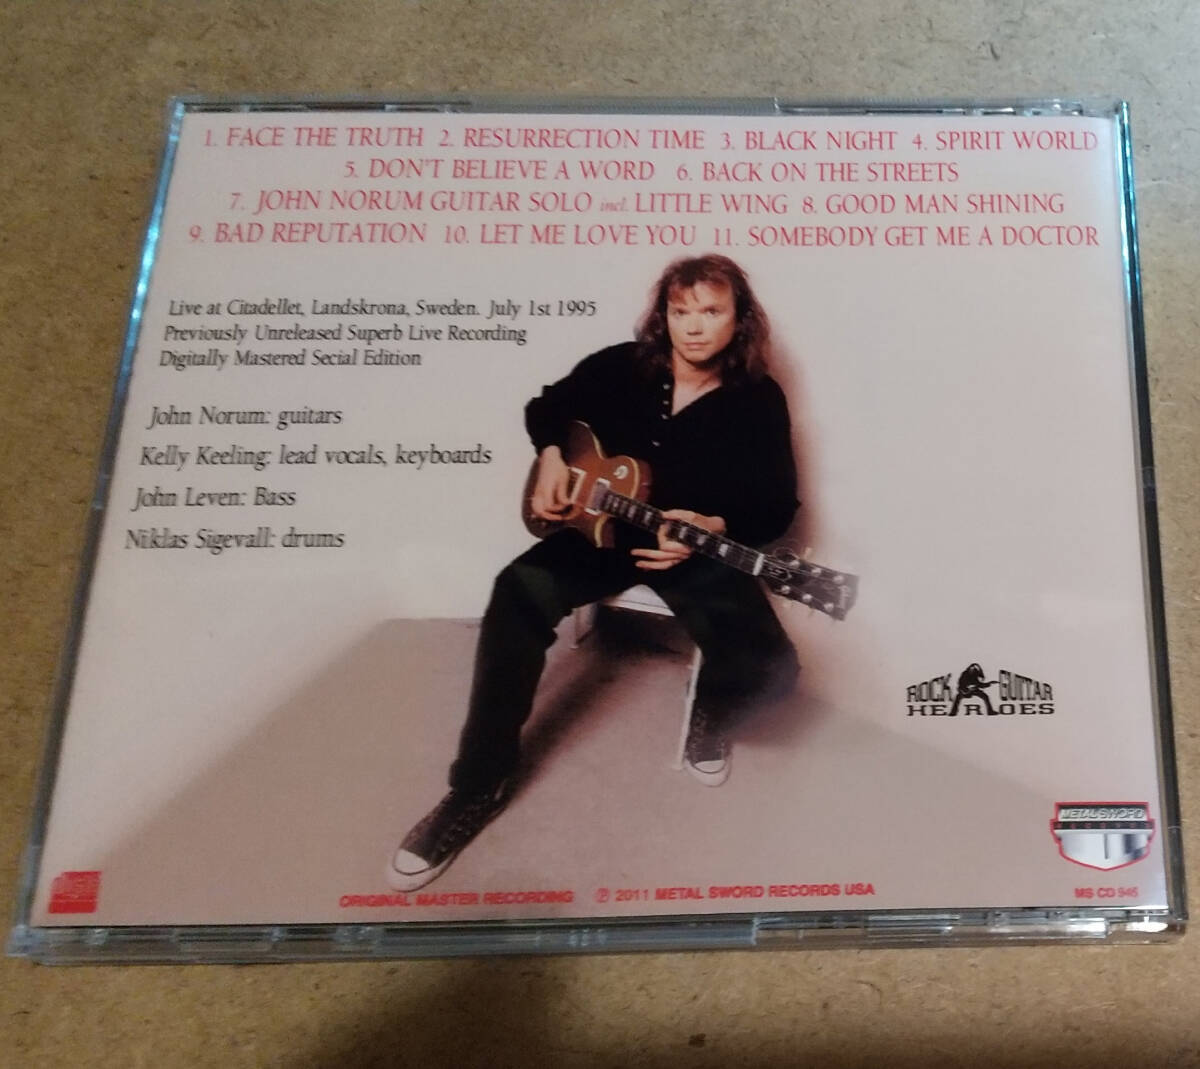 1. FACE THE TRUTH 2. RESURRECTION TIME 3. BLACK NIGHT 4. SPIRIT WORLD
5. DON'T BELIEVE A WORD 6. BACK ON THE STREETS
7. JOHN NORUM GUITAR SOLO incl. LITTLE WING 8. GOOD MAN SHINING
9. BAD REPUTATION 10. LET ME LOVE YOU 11. SOMEBODY GET ME A DOCTOR
Live at Citadellet, Landskrona, Sweden. July 1st 1995
Previously Unreleased Superb Live Recording
Digitally Mastered Secial Edition
John Norum: guitars
Kelly Keeling: lead vocals, keyboards
John Leven: Bass
Niklas Sigevall: drums
ROCK GUITAR
HEROES
METAL SWORD
RECORDS
ORIGINAL MASTER RECORDING ℗ 2011 METAL SWORD RECORDS USA
MS CD 945